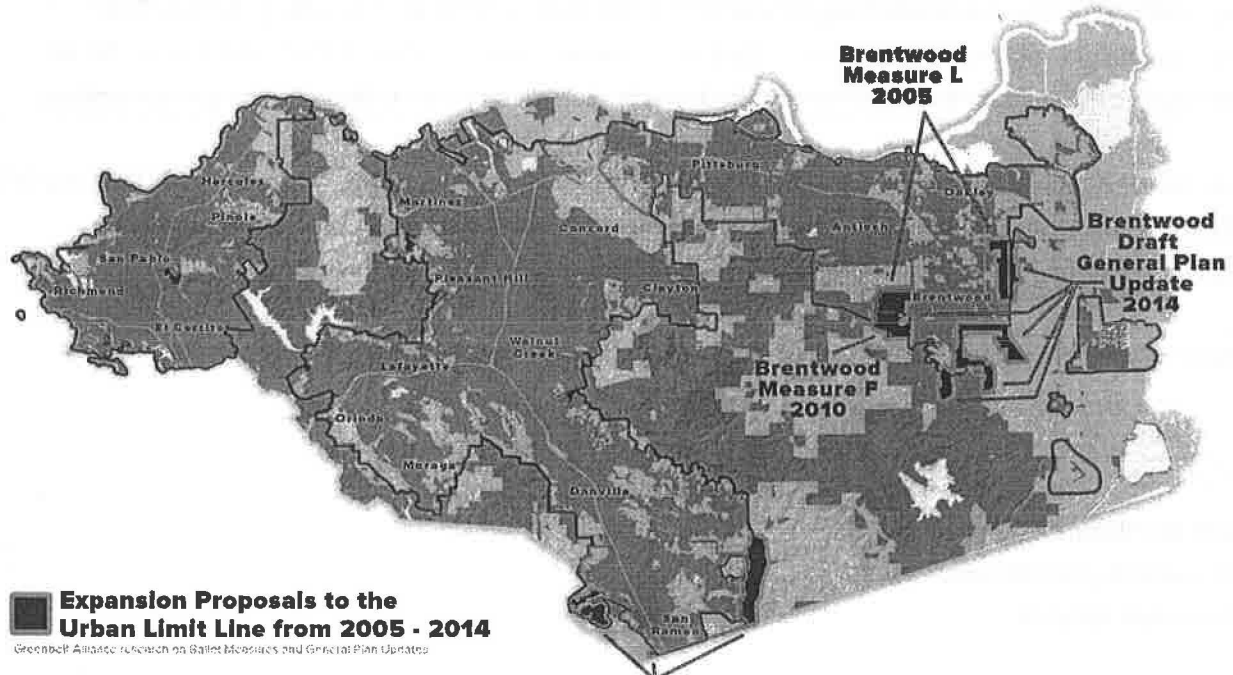 Brentwood
Measure L
2005
Hercules
Pinole
San Pablo
Richmond
El Cerrito
Martinez
Concord
Pleasant Hill
Clayton
Pittsburg
Antioch
Oakley
Brentwood
Brentwood
Draft
General Plan
Update
2014
Walnut
Creek
Lafayette
Brentwood
Measure F
2010
Orinda
Moraga
Danville
San
Ramon
Expansion Proposals to the
Urban Limit Line from 2005 - 2014
Greenbelt Alliance research on Ballot Measures and General Plan Updates